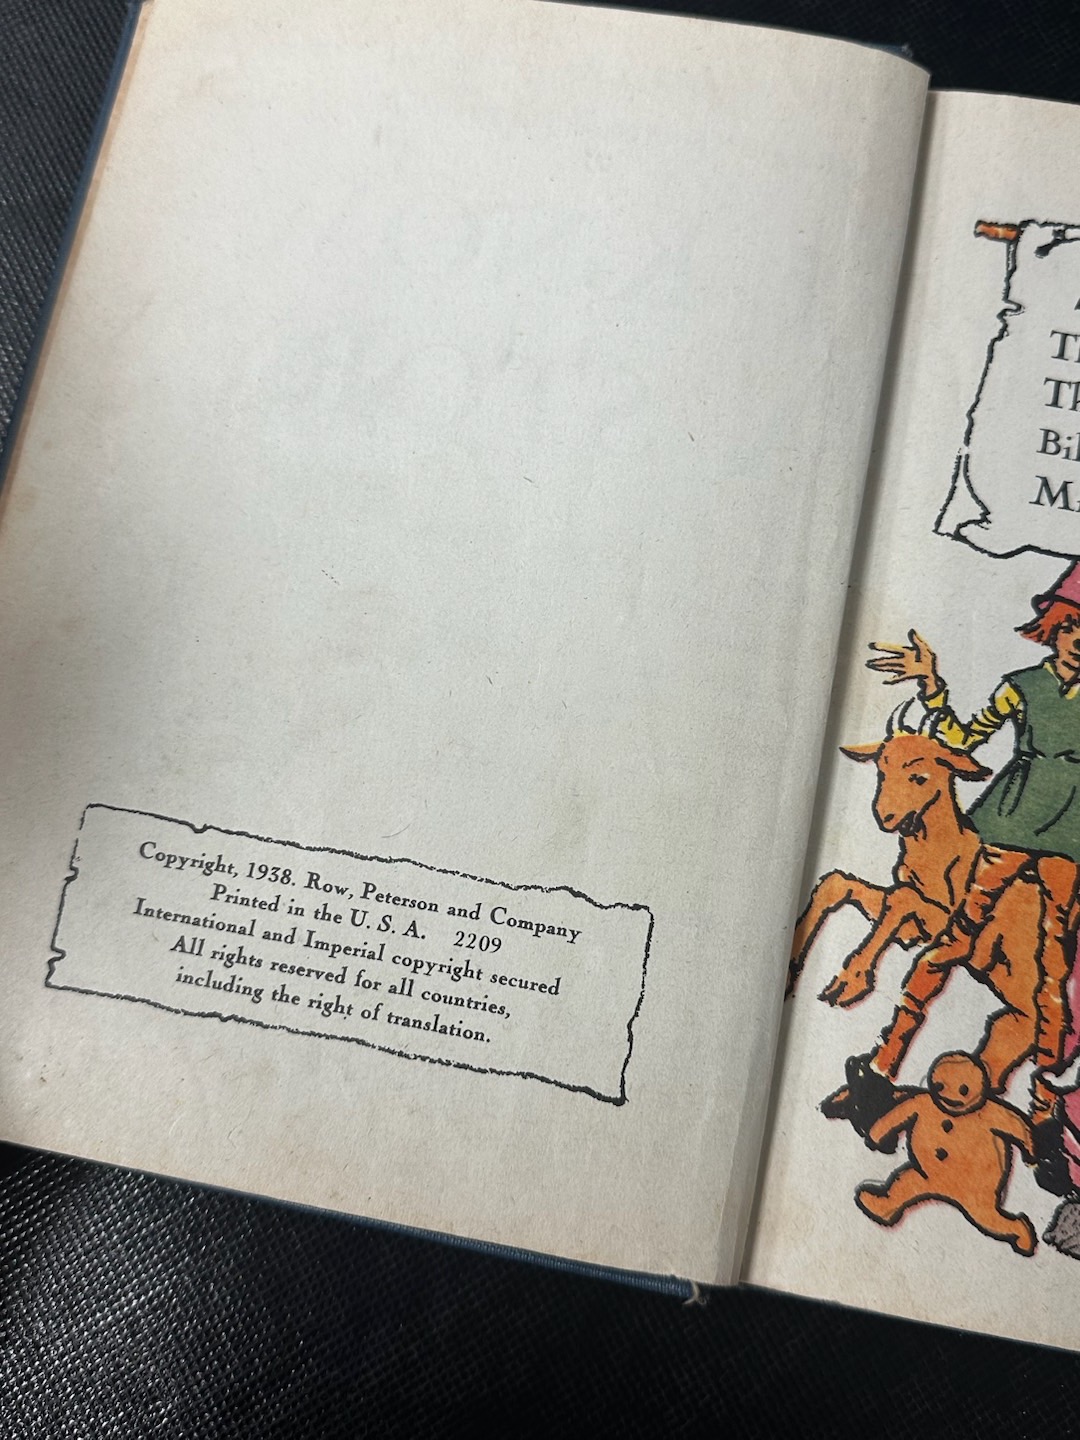 Copyright, 1938. Row, Peterson and Company
Printed in the U. S. A. 2209
International and Imperial copyright secured
All rights reserved for all countries,
including the right of translation.